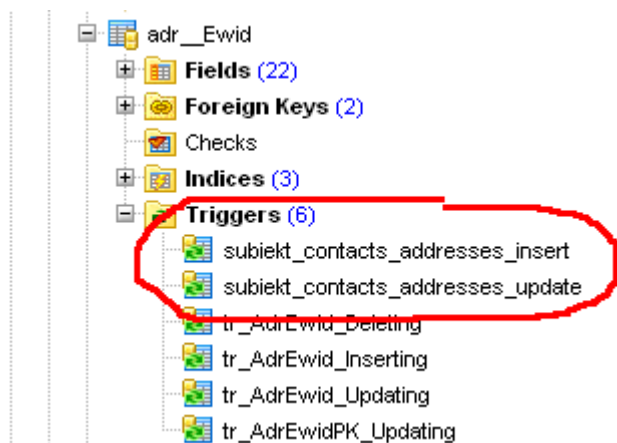 adr__Ewid
Fields (22)
Foreign Keys (2)
Checks
Indices (3)
Triggers (6)
subiekt_contacts_addresses_insert
subiekt_contacts_addresses_update
tr_AdrEwid_Deleting
tr_AdrEwid_Inserting
tr_AdrEwid_Updating
tr_AdrEwidPK_Updating